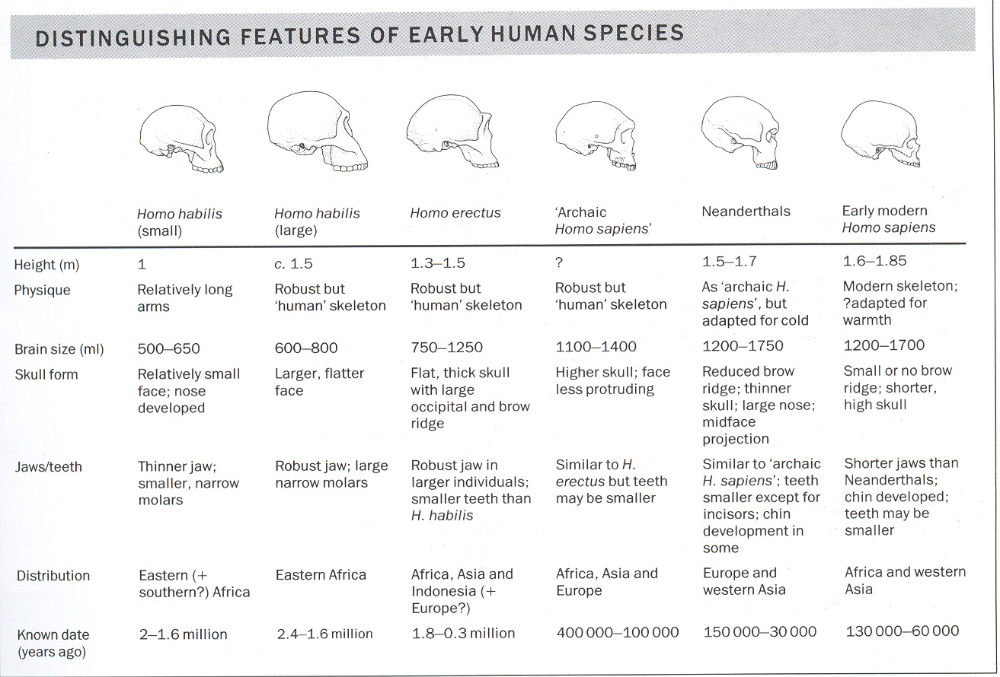 DISTINGUISHING FEATURES OF EARLY HUMAN SPECIES
Homo habilis
(small)
Homo habilis
(large)
Homo erectus
‘Archaic
Homo sapiens’
Neanderthals
Early modern
Homo sapiens
Height (m)
1
c. 1.5
1.3–1.5
?
1.5–1.7
1.6–1.85
Physique
Relatively long
arms
Robust but
‘human’ skeleton
Robust but
‘human’ skeleton
Robust but
‘human’ skeleton
As ‘archaic H.
sapiens’, but
adapted for cold
Modern skeleton;
?adapted for
warmth
Brain size (ml)
500–650
600–800
750–1250
1100–1400
1200–1750
1200–1700
Skull form
Relatively small
face; nose
developed
Larger, flatter
face
Flat, thick skull
with large
occipital and brow
ridge
Higher skull; face
less protruding
Reduced brow
ridge; thinner
skull; large nose;
midface
projection
Small or no brow
ridge; shorter,
high skull
Jaws/teeth
Thinner jaw;
smaller, narrow
molars
Robust jaw; large
narrow molars
Robust jaw in
larger individuals;
smaller teeth than
H. habilis
Similar to H.
erectus but teeth
may be smaller
Similar to ‘archaic
H. sapiens’; teeth
smaller except for
incisors; chin
development in
some
Shorter jaws than
Neanderthals;
chin developed;
teeth may be
smaller
Distribution
Eastern (+
southern?) Africa
Eastern Africa
Africa, Asia and
Indonesia (+
Europe?)
Africa, Asia and
Europe
Europe and
western Asia
Africa and western
Asia
Known date
(years ago)
2–1.6 million
2.4–1.6 million
1.8–0.3 million
400 000–100 000
150 000–30 000
130 000–60 000